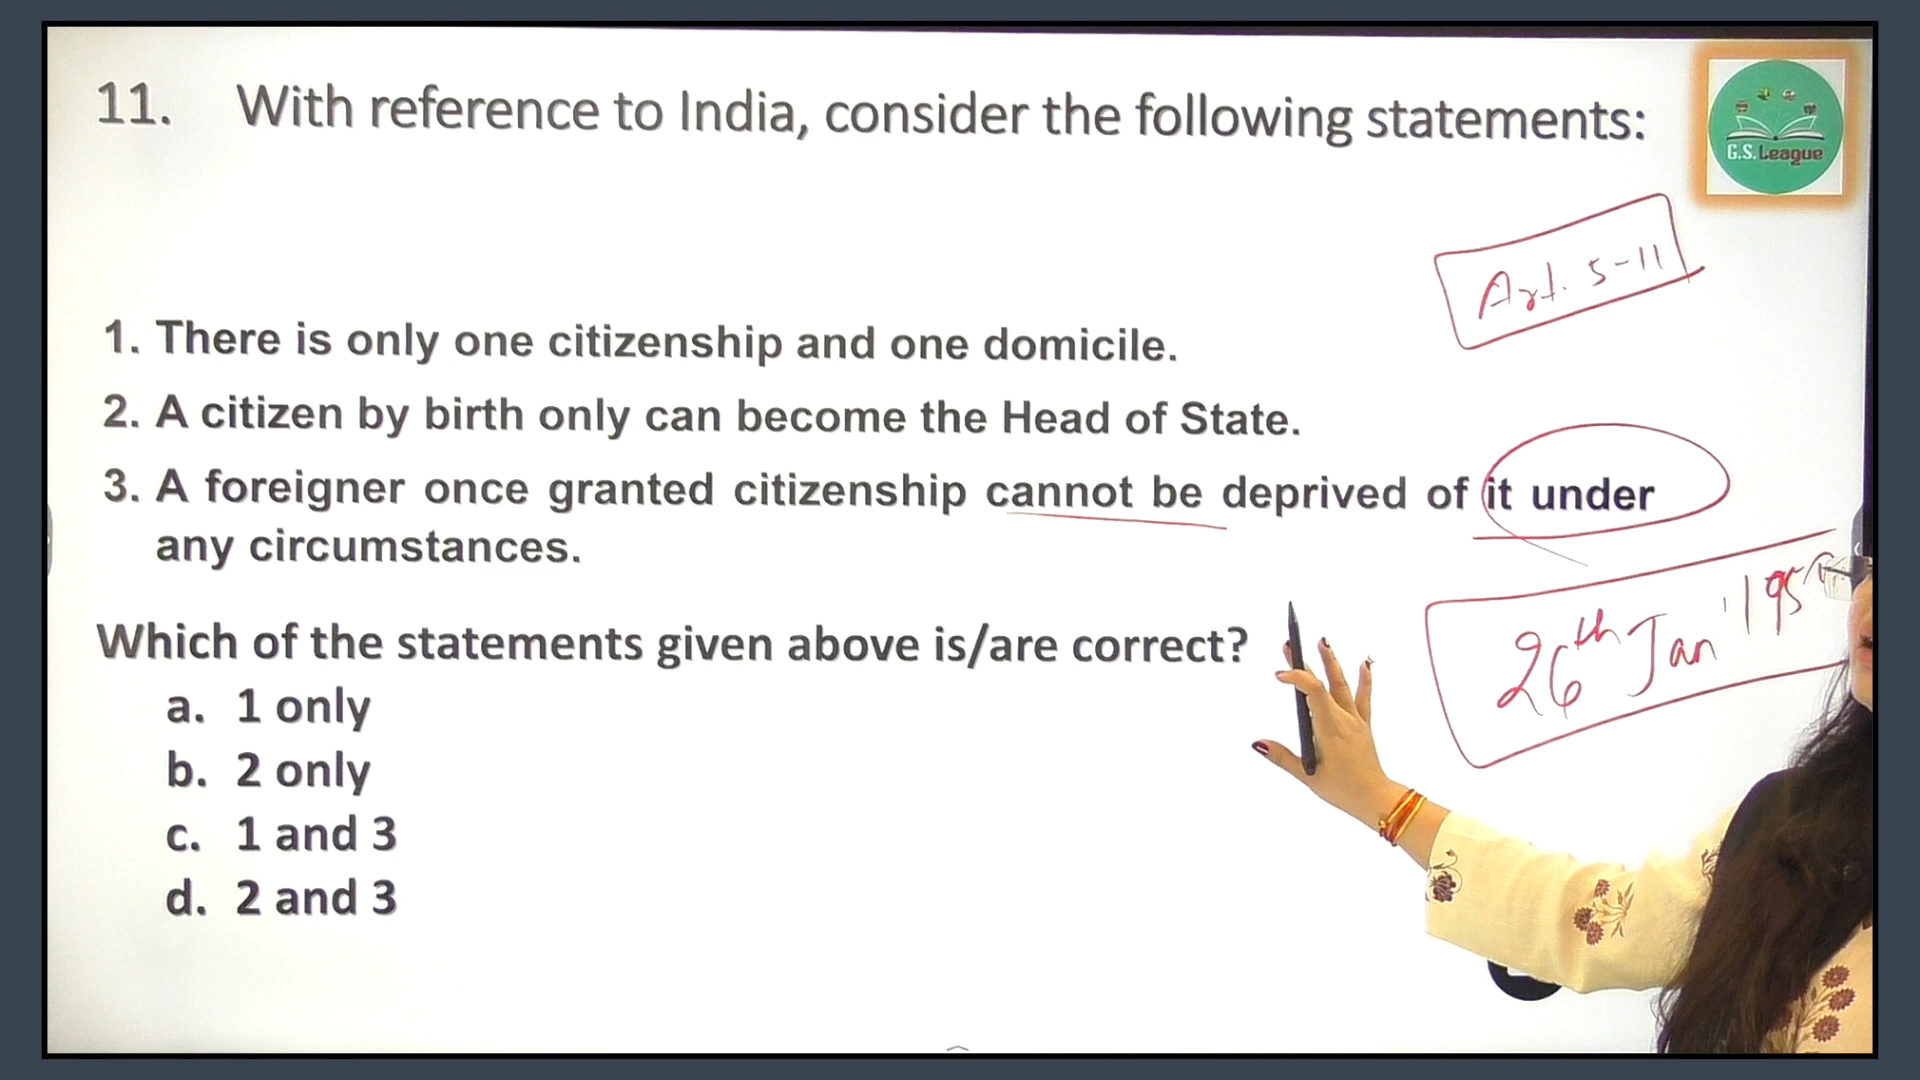 11. With reference to India, consider the following statements:
G.S. League
Art. 5-11
1. There is only one citizenship and one domicile.
2. A citizen by birth only can become the Head of State.
3. A foreigner once granted citizenship cannot be deprived of it under
any circumstances.
26th Jan '195
Which of the statements given above is/are correct?
a. 1 only
b. 2 only
c. 1 and 3
d. 2 and 3